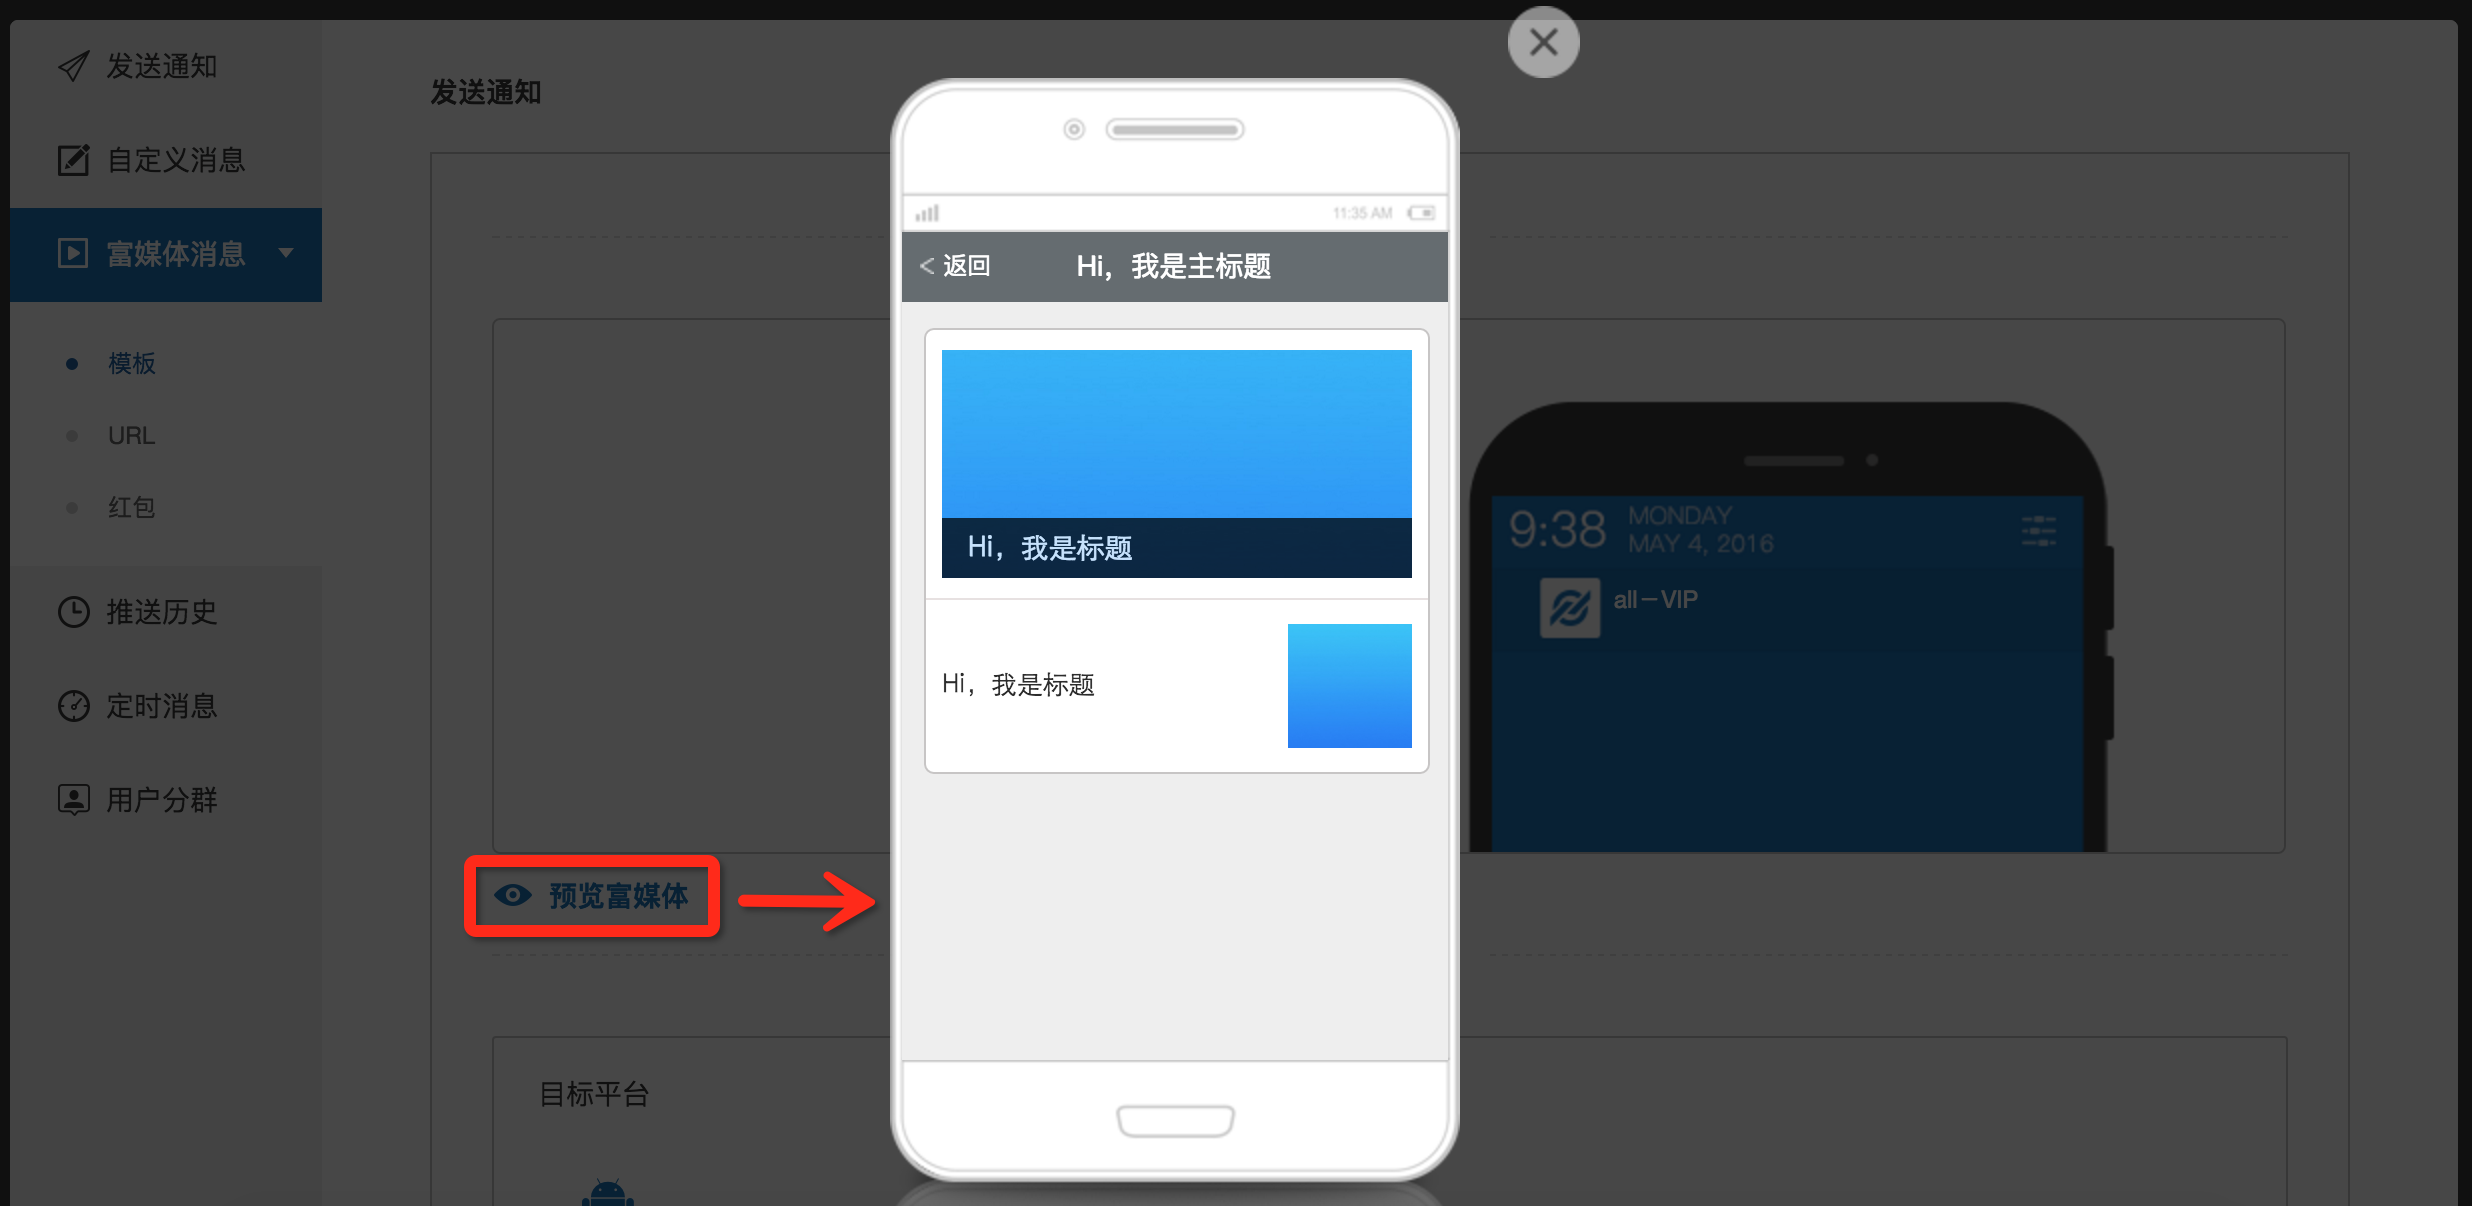 发送通知
自定义消息
富媒体消息
模板
URL
红包
推送历史
定时消息
用户分群
发送通知
11:35 AM
< 返回
Hi，我是主标题
Hi，我是标题
Hi，我是标题
9:38
MONDAY
MAY 4, 2016
all－VIP
预览富媒体
目标平台